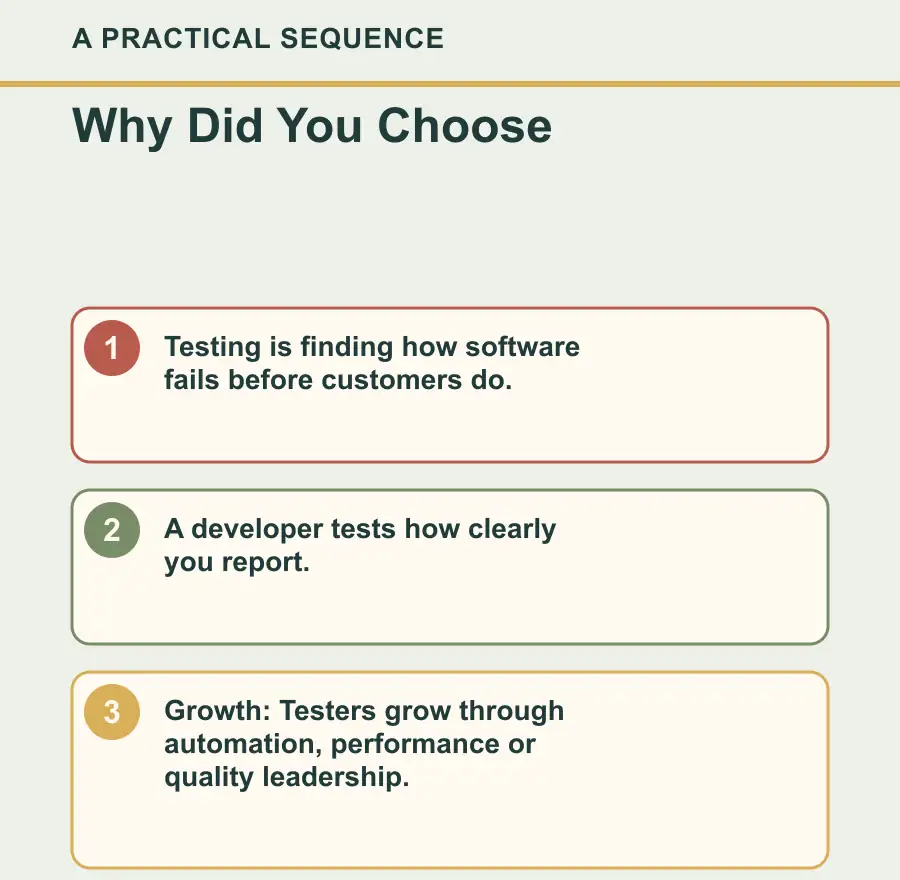 A PRACTICAL SEQUENCE
Why Did You Choose
1
Testing is finding how software
fails before customers do.
2
A developer tests how clearly
you report.
3
Growth: Testers grow through
automation, performance or
quality leadership.